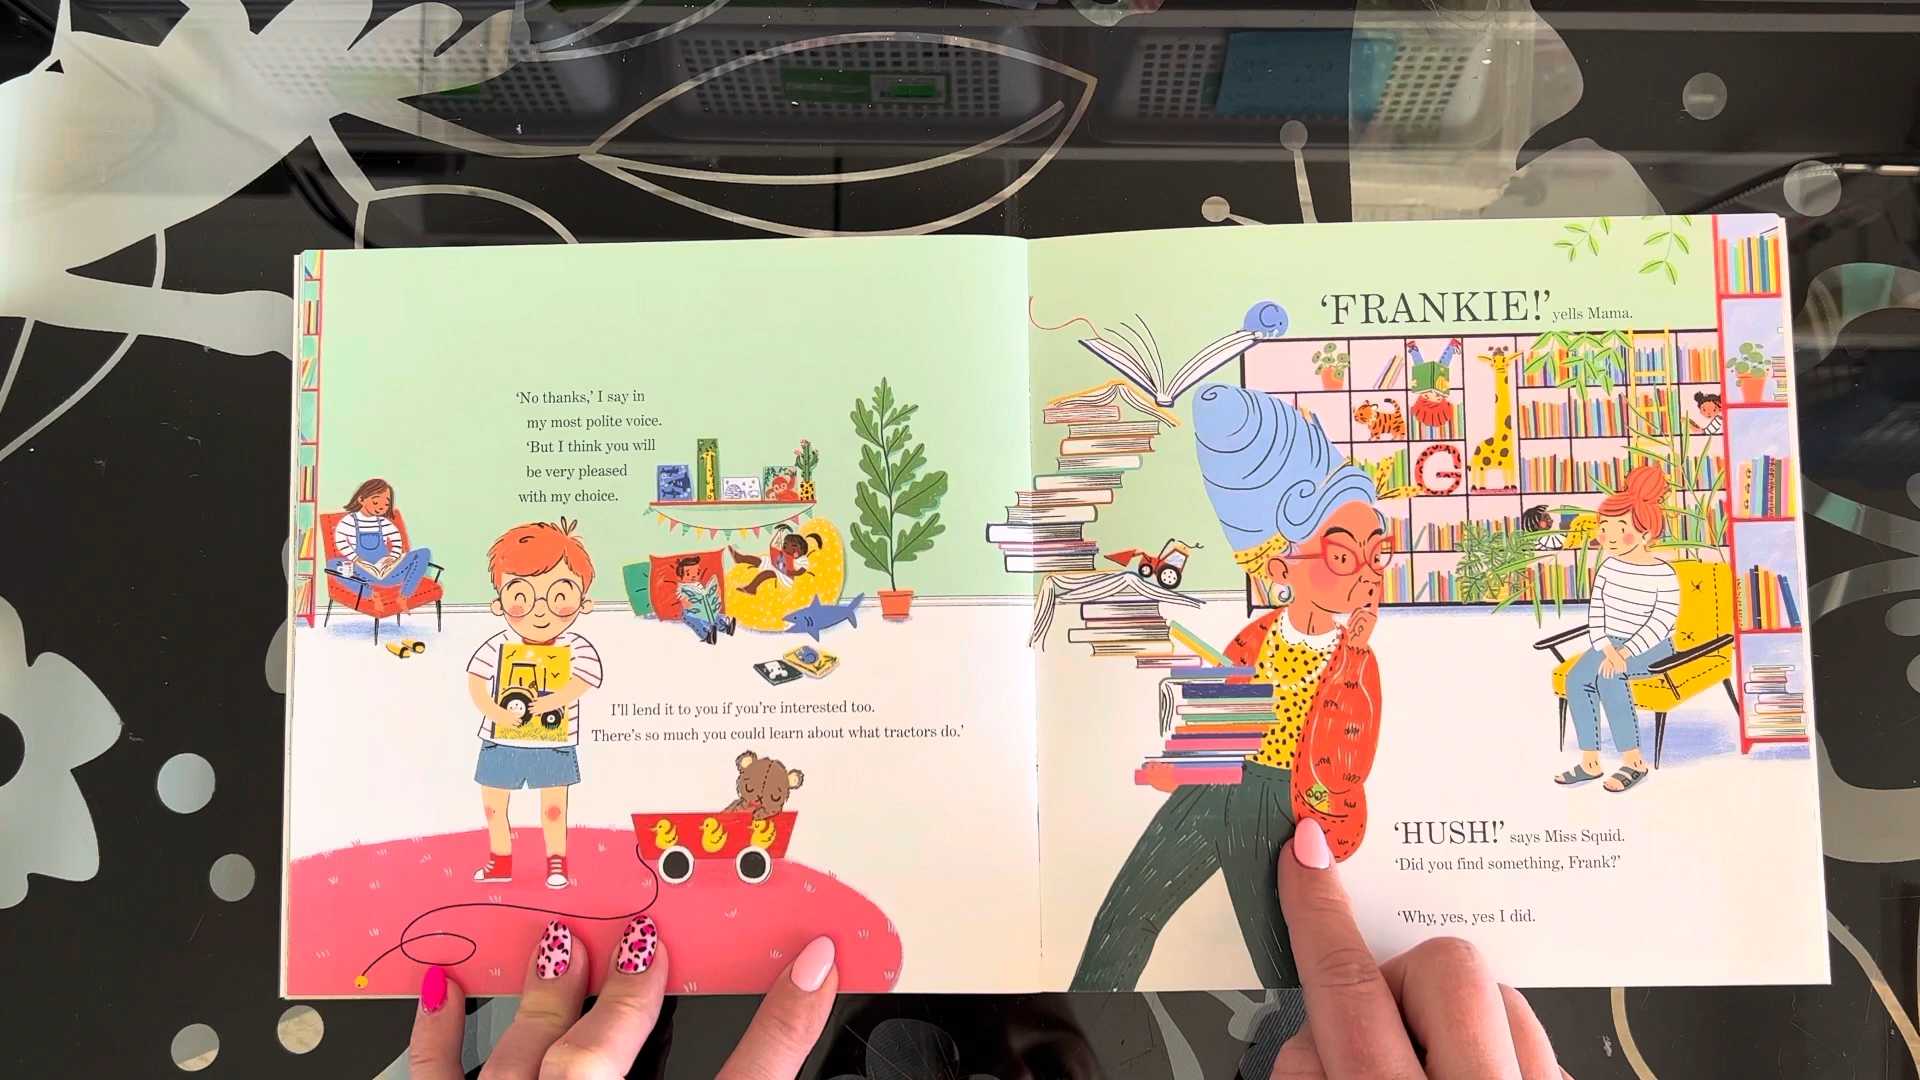 ‘No thanks,’ I say in
my most polite voice.
‘But I think you will
be very pleased
with my choice.
I’ll lend it to you if you’re interested too.
There’s so much you could learn about what tractors do.’
‘FRANKIE!’ yells Mama.
C
G
‘HUSH!’ says Miss Squid.
‘Did you find something, Frank?’
‘Why, yes, yes I did.